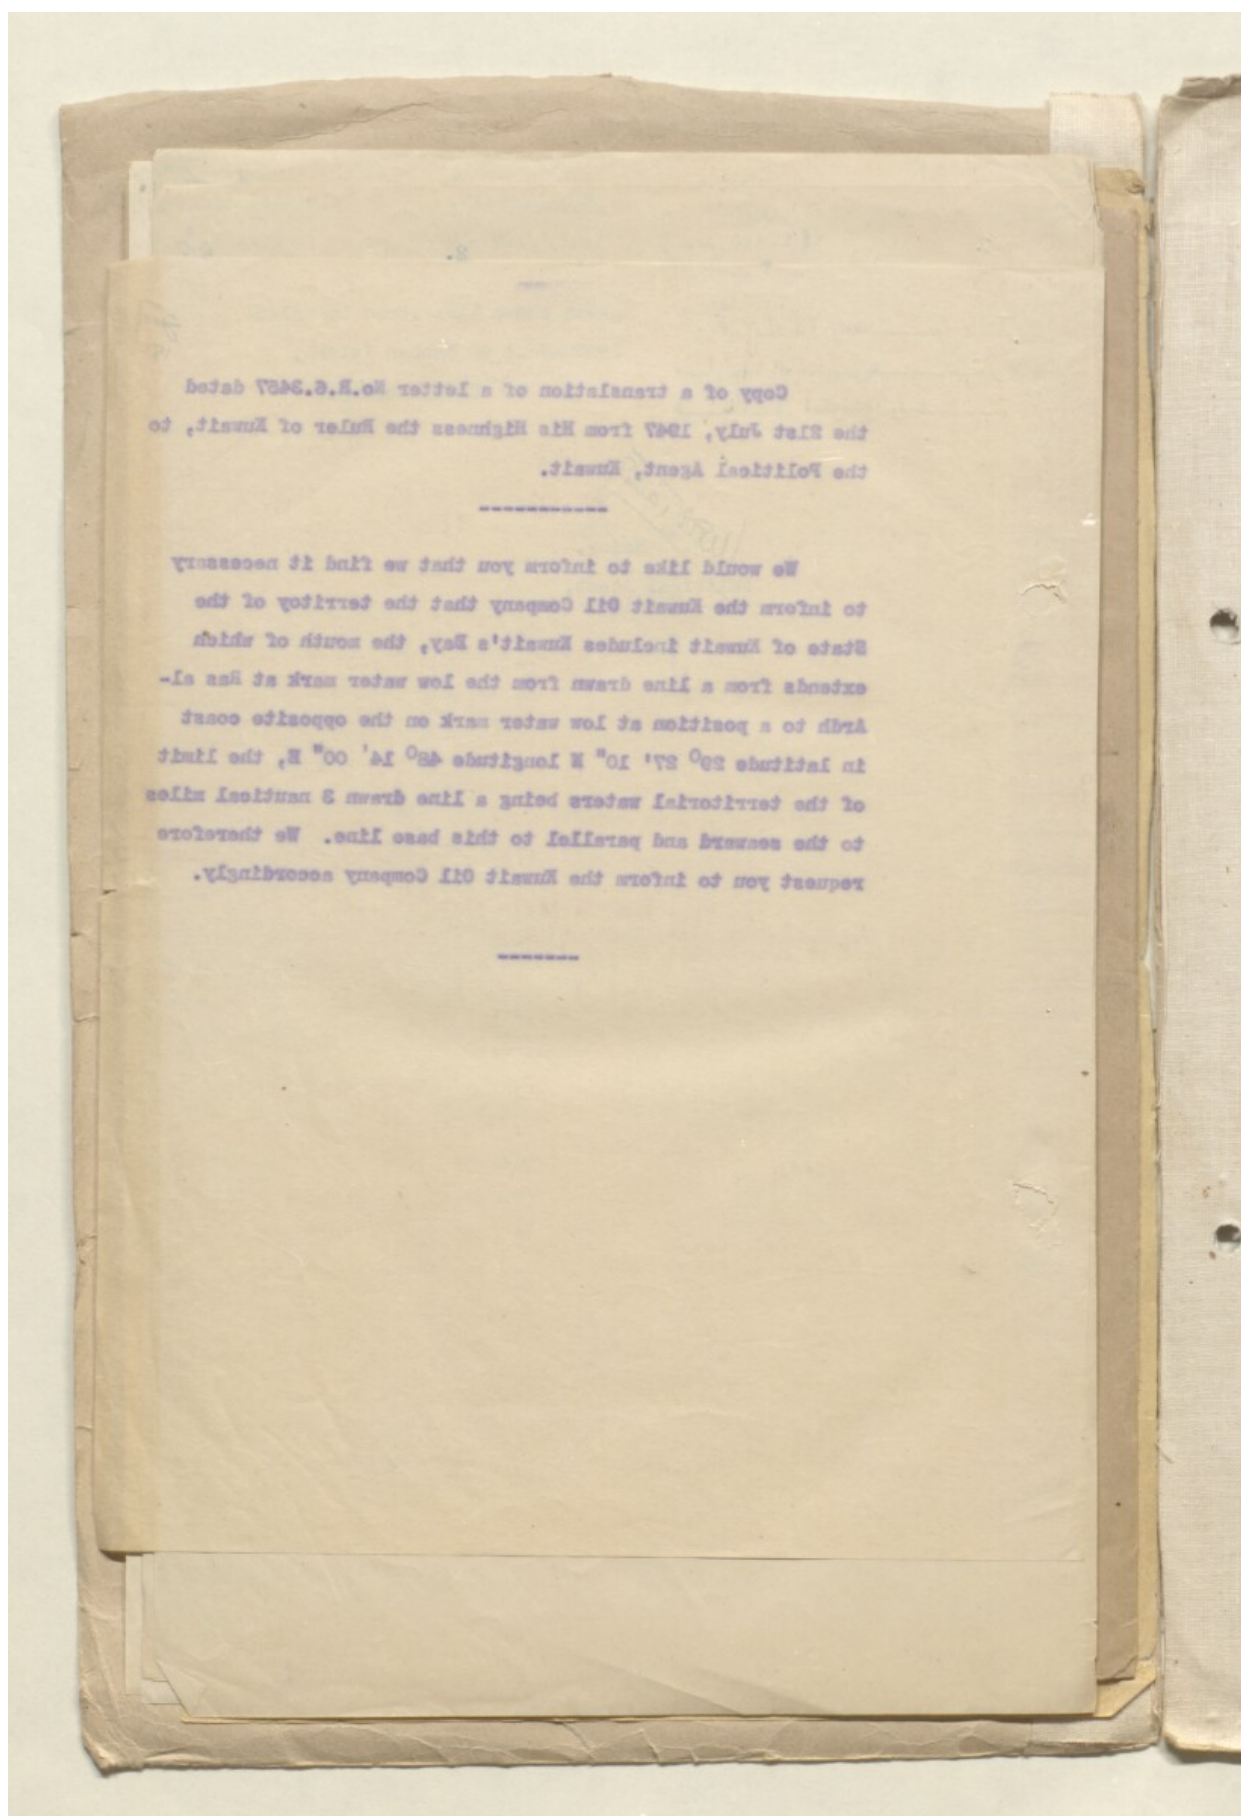 Copy of a translation of a letter No.R.6.3457 dated
the 21st July, 1947 from His Highness the Ruler of Kuwait, to
the Political Agent, Kuwait.
-----------
We would like to inform you that we find it necessary
to inform the Kuwait Oil Company that the territoy of the
State of Kuwait includes Kuwait's Bay, the mouth of which
extends from a line drawn from the low water mark at Ras al-
Ardh to a position at low water mark on the opposite coast
in latitude 29° 27' 10" N longitude 48° 14' 00" E, the limit
of the territorial waters being a line drawn 3 nautical miles
to the seaward and parallel to this base line. We therefore
request you to inform the Kuwait Oil Company accordingly.
-------